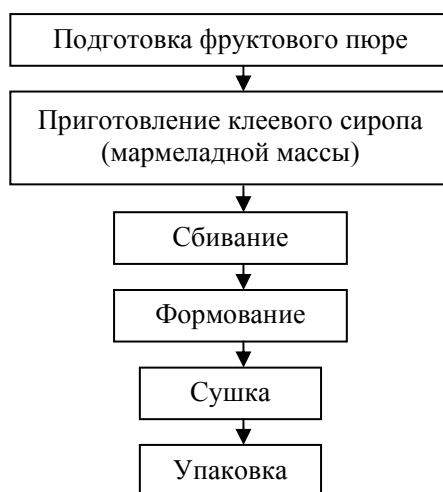 Подготовка фруктового пюре
Приготовление клеевого сиропа
(мармеладной массы)
Сбивание
Формование
Сушка
Упаковка